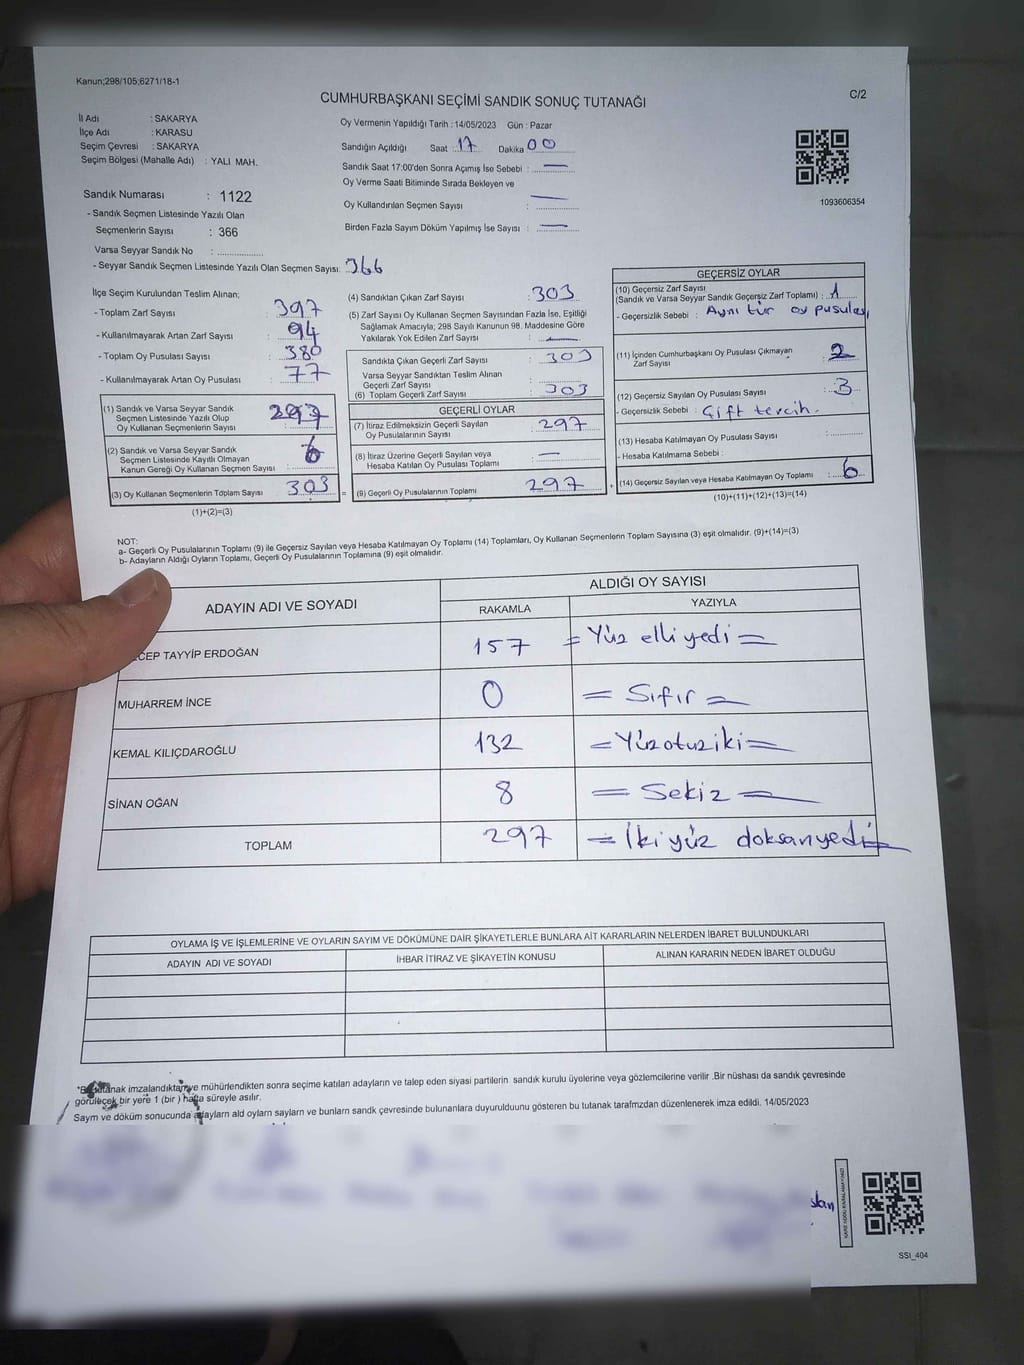 Kanun;298/105;6271/18-1
C/2
CUMHURBAŞKANI SEÇİMİ SANDIK SONUÇ TUTANAĞI
İl Adı : SAKARYA
İlçe Adı : KARASU
Seçim Çevresi : SAKARYA
Seçim Bölgesi (Mahalle Adı) : YALI MAH.
Sandık Numarası : 1122
- Sandık Seçmen Listesinde Yazılı Olan
Seçmenlerin Sayısı : 366
Varsa Seyyar Sandık No :
- Seyyar Sandık Seçmen Listesinde Yazılı Olan Seçmen Sayısı: 366
Oy Vermenin Yapıldığı Tarih : 14/05/2023 Gün : Pazar
Sandığın Açıldığı Saat 17 Dakika 00
Sandık Saat 17:00'den Sonra Açılmış İse Sebebi : —
Oy Verme Saati Bitiminde Sırada Bekleyen ve
Oy Kullandırılan Seçmen Sayısı : —
Birden Fazla Sayım Döküm Yapılmış İse Sayısı : —
1093606354
İlçe Seçim Kurulundan Teslim Alınan;
- Toplam Zarf Sayısı : 397
- Kullanılmayarak Artan Zarf Sayısı : 94
- Toplam Oy Pusulası Sayısı : 380
- Kullanılmayarak Artan Oy Pusulası : 77
(1) Sandık ve Varsa Seyyar Sandık
Seçmen Listesinde Yazılı Olup
Oy Kullanan Seçmenlerin Sayısı : 297
(2) Sandık ve Varsa Seyyar Sandık
Seçmen Listesinde Kayıtlı Olmayan
Kanun Gereği Oy Kullanan Seçmen Sayısı : 6
(3) Oy Kullanan Seçmenlerin Toplam Sayısı : 303
(1)+(2)=(3)
(4) Sandıktan Çıkan Zarf Sayısı : 303
(5) Zarf Sayısı Oy Kullanan Seçmen Sayısından Fazla İse, Eşitliği
Sağlamak Amacıyla; 298 Sayılı Kanunun 98. Maddesine Göre
Yakılarak Yok Edilen Zarf Sayısı : —
Sandıkta Çıkan Geçerli Zarf Sayısı : 303
Varsa Seyyar Sandıktan Teslim Alınan
Geçerli Zarf Sayısı :
(6) Toplam Geçerli Zarf Sayısı : 303
GEÇERLİ OYLAR
(7) İtiraz Edilmeksizin Geçerli Sayılan
Oy Pusulalarının Sayısı : 297
(8) İtiraz Üzerine Geçerli Sayılan veya
Hesaba Katılan Oy Pusulası Toplamı : —
= (9) Geçerli Oy Pusulalarının Toplamı 297 +
GEÇERSİZ OYLAR
(10) Geçersiz Zarf Sayısı
(Sandık ve Varsa Seyyar Sandık Geçersiz Zarf Toplamı) : 1
- Geçersizlik Sebebi : Aynı tür oy pusulası
(11) İçinden Cumhurbaşkanı Oy Pusulası Çıkmayan
Zarf Sayısı : 2
(12) Geçersiz Sayılan Oy Pusulası Sayısı : 3
- Geçersizlik Sebebi : Çift tercih.
(13) Hesaba Katılmayan Oy Pusulası Sayısı :
- Hesaba Katılmama Sebebi :
(14) Geçersiz Sayılan veya Hesaba Katılmayan Oy Toplamı : 6
(10)+(11)+(12)+(13)=(14)
NOT:
a- Geçerli Oy Pusulalarının Toplamı (9) ile Geçersiz Sayılan veya Hesaba Katılmayan Oy Toplamı (14) Toplamları, Oy Kullanan Seçmenlerin Toplam Sayısına (3) eşit olmalıdır. (9)+(14)=(3)
b- Adayların Aldığı Oyların Toplamı, Geçerli Oy Pusulalarının Toplamına (9) eşit olmalıdır.
ADAYIN ADI VE SOYADI
ALDIĞI OY SAYISI
RAKAMLA YAZIYLA
CEP TAYYİP ERDOĞAN 157 = Yüz elli yedi =
MUHARREM İNCE 0 = Sıfır =
KEMAL KILIÇDAROĞLU 132 = Yüzotuziki =
SİNAN OĞAN 8 = Sekiz =
TOPLAM 297 = İki yüz doksanyedi =
OYLAMA İŞ VE İŞLEMLERİNE VE OYLARIN SAYIM VE DÖKÜMÜNE DAİR ŞİKAYETLERLE BUNLARA AİT KARARLARIN NELERDEN İBARET BULUNDUKLARI
ADAYIN ADI VE SOYADI İHBAR İTİRAZ VE ŞİKAYETİN KONUSU ALINAN KARARIN NEDEN İBARET OLDUĞU
*Bu tutanak imzalandıktan ve mühürlendikten sonra seçime katılan adayların ve talep eden siyasi partilerin sandık kurulu üyelerine veya gözlemcilerine verilir .Bir nüshası da sandık çevresinde
görülecek bir yere 1 (bir ) hafta süreyle asılır.
Sayım ve döküm sonucunda adayların ald oyların sayların ve bunların sandk çevresinde bulunanlara duyurulduunu gösteren bu tutanak tarafmzdan düzenlenerek imza edildi. 14/05/2023
slan
SSI_404